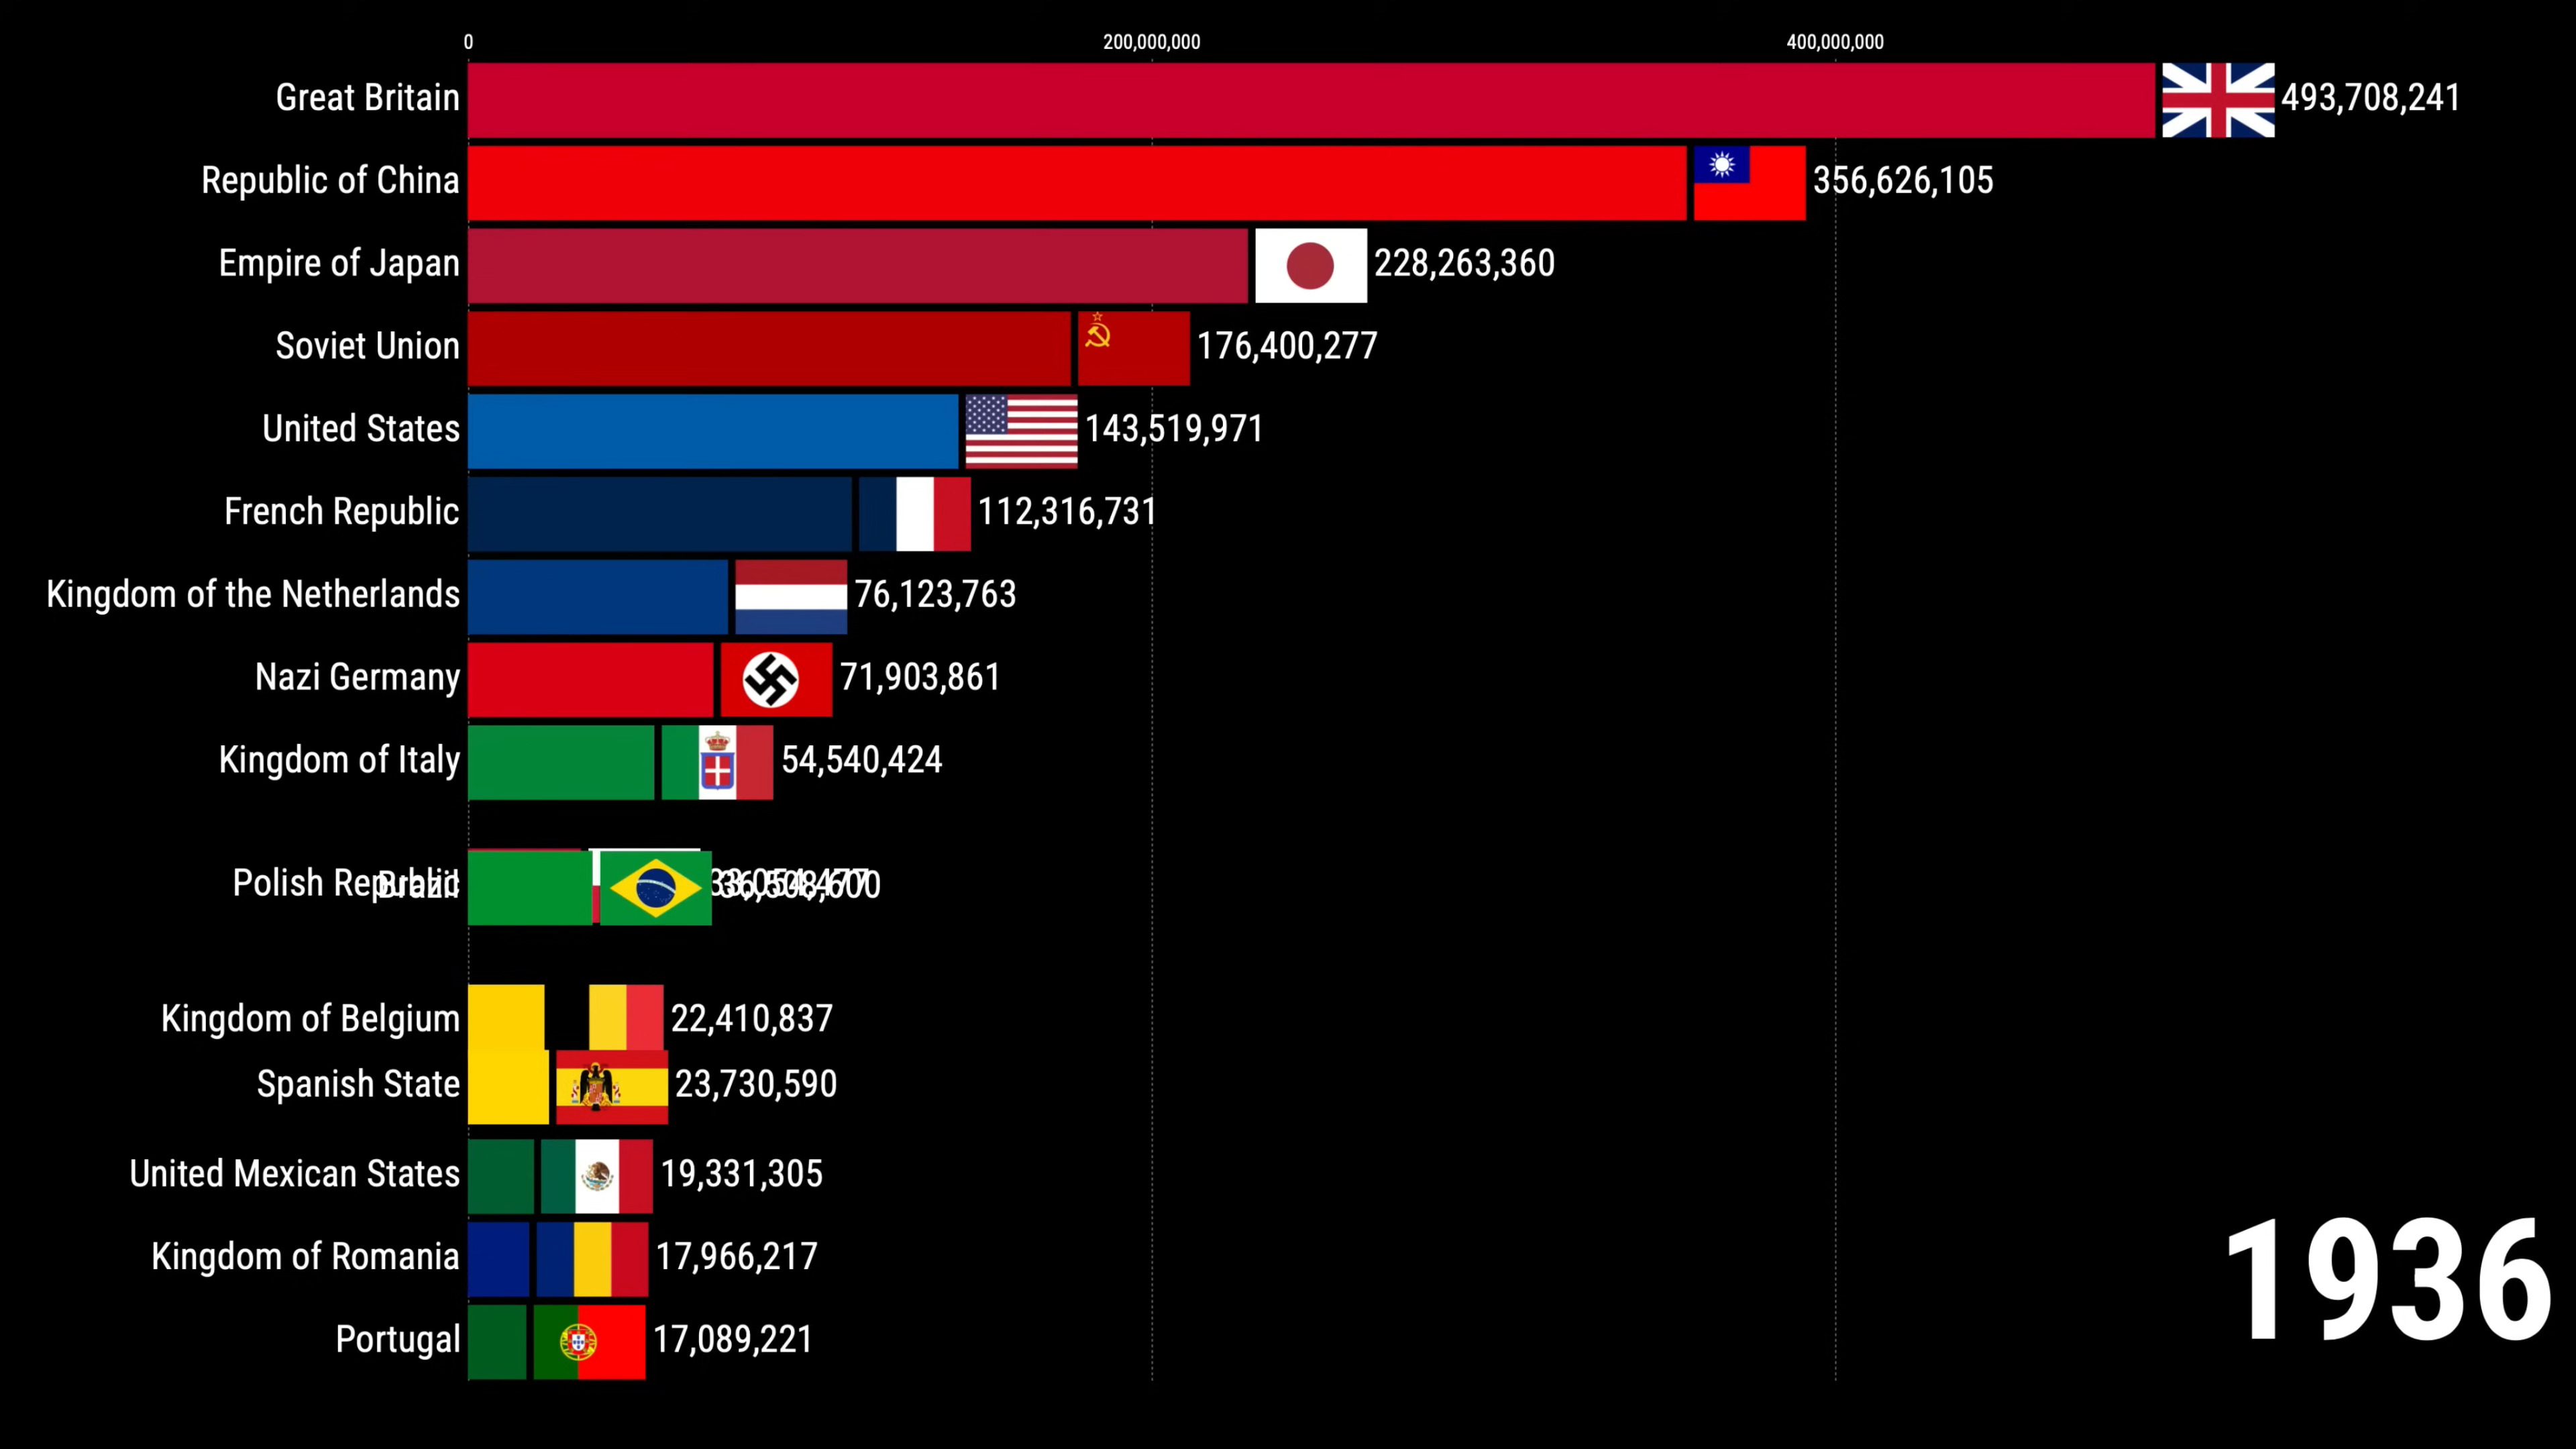 0 200,000,000 400,000,000
Great Britain 493,708,241
Republic of China 356,626,105
Empire of Japan 228,263,360
Soviet Union 176,400,277
United States 143,519,971
French Republic 112,316,731
Kingdom of the Netherlands 76,123,763
Nazi Germany 71,903,861
Kingdom of Italy 54,540,424
Polish Republic
Brazil
Kingdom of Belgium 22,410,837
Spanish State 23,730,590
United Mexican States 19,331,305
Kingdom of Romania 17,966,217
Portugal 17,089,221
1936